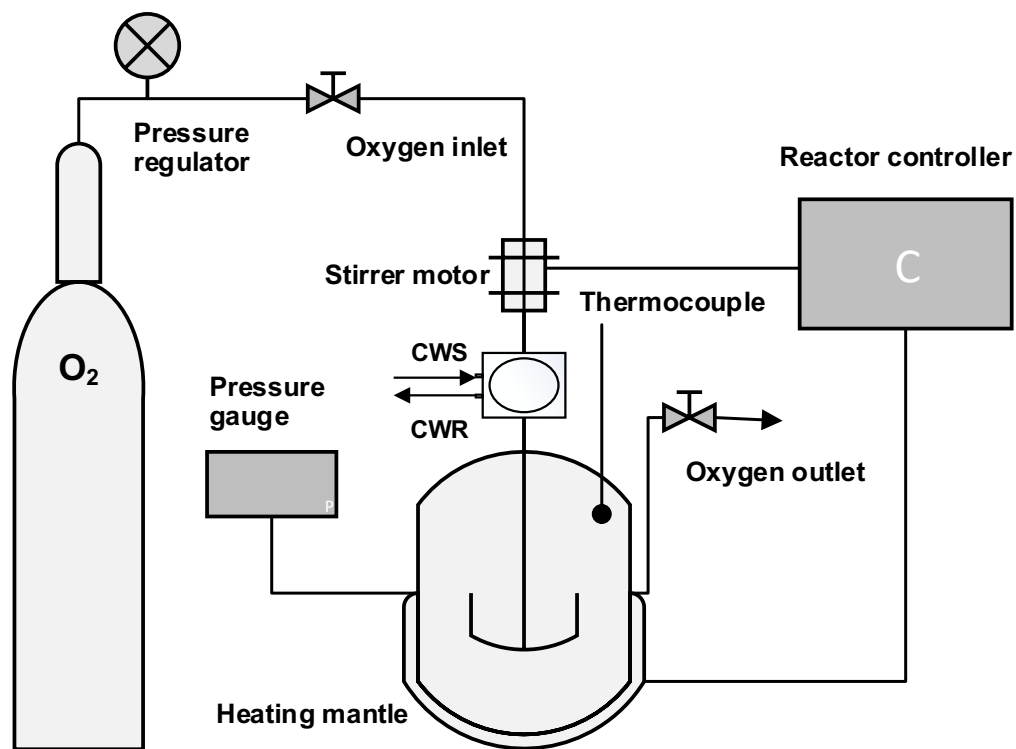 Pressure
regulator
Oxygen inlet
Reactor controller
C
Stirrer motor
Thermocouple
O₂
CWS
CWR
Pressure
gauge
P
Oxygen outlet
Heating mantle